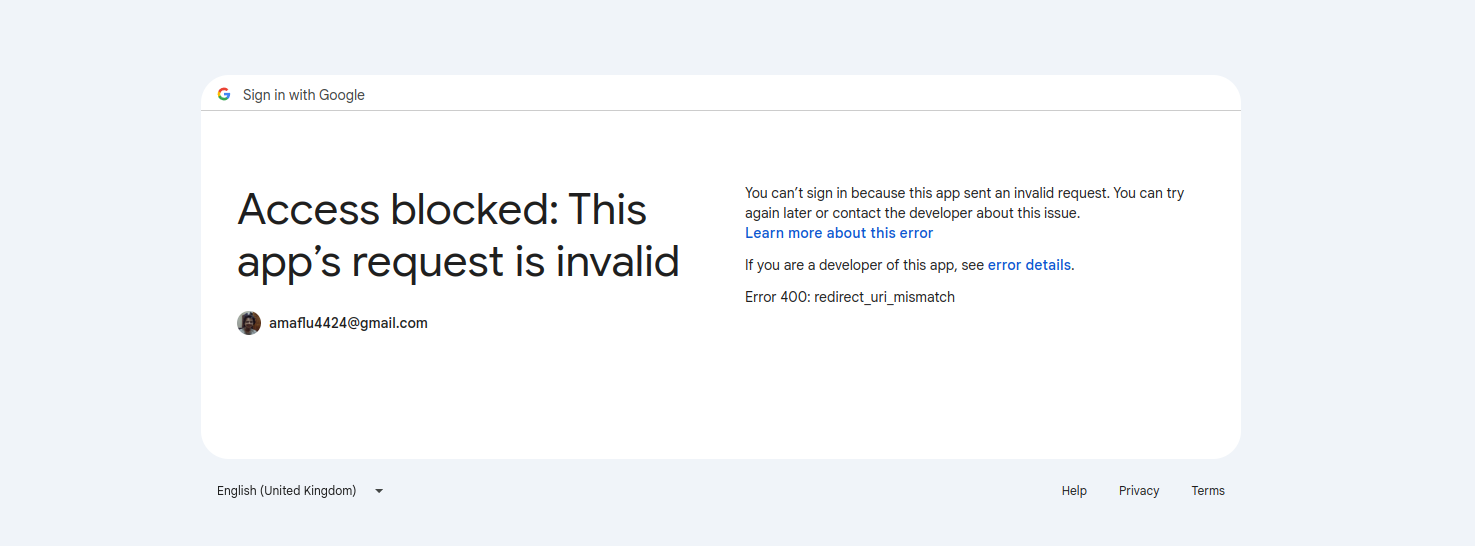 Sign in with Google
Access blocked: This
app’s request is invalid
amaflu4424@gmail.com
You can’t sign in because this app sent an invalid request. You can try
again later or contact the developer about this issue.
Learn more about this error
If you are a developer of this app, see error details.
Error 400: redirect_uri_mismatch
English (United Kingdom)
Help Privacy Terms